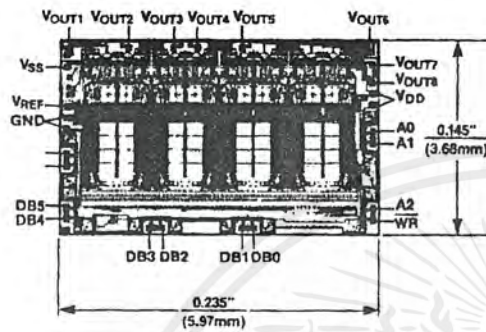 VOUT1 VOUT2 VOUT3 VOUT4 VOUT5 VOUT6
VSS
VOUT7
VOUT8
VREF
VDD
GND
A0
A1
0.145"
(3.68mm)
DB5
DB4
A2
WR
DB3 DB2 DB1 DB0
0.235"
(5.97mm)